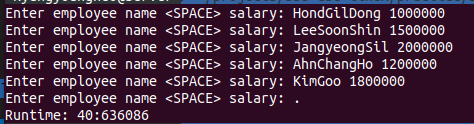 Enter employee name <SPACE> salary: HondGilDong 1000000
Enter employee name <SPACE> salary: LeeSoonShin 1500000
Enter employee name <SPACE> salary: JangyeongSil 2000000
Enter employee name <SPACE> salary: AhnChangHo 1200000
Enter employee name <SPACE> salary: KimGoo 1800000
Enter employee name <SPACE> salary: .
Runtime: 40:636086